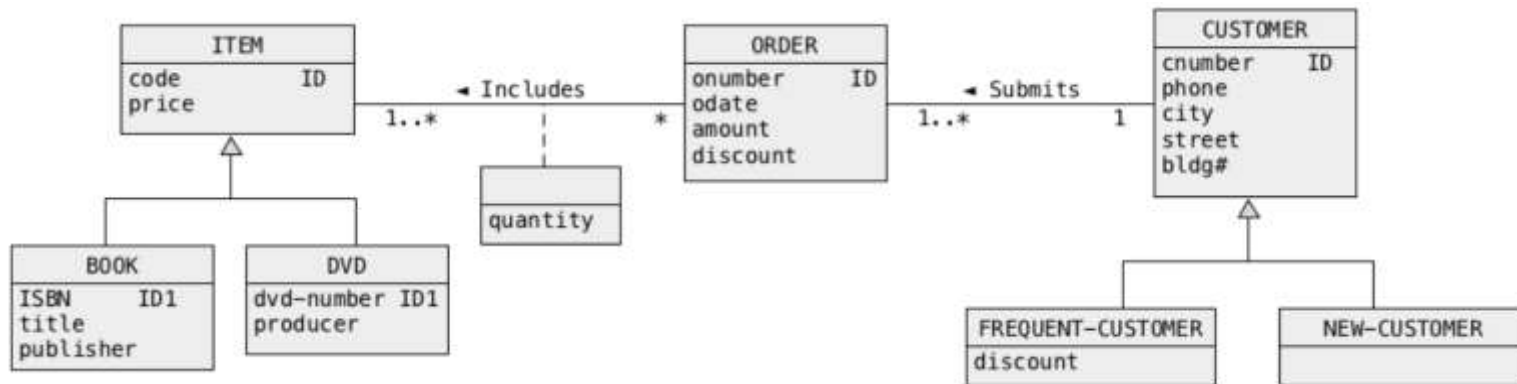 ITEM
code ID
price
◄ Includes
1..*
*
quantity
ORDER
onumber ID
odate
amount
discount
◄ Submits
1..*
1
CUSTOMER
cnumber ID
phone
city
street
bldg#
BOOK
ISBN ID1
title
publisher
DVD
dvd-number ID1
producer
FREQUENT-CUSTOMER
discount
NEW-CUSTOMER